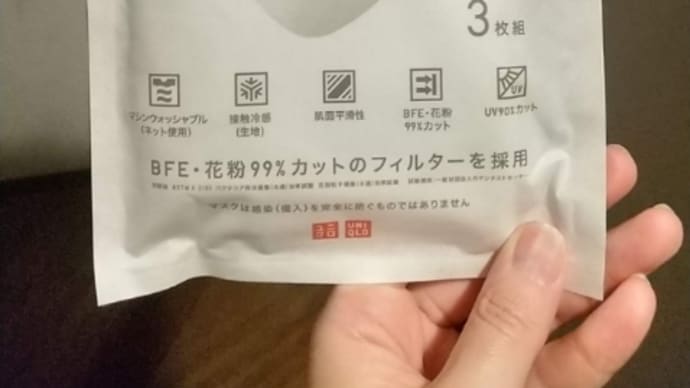 3枚組
マシンウォッシャブル
(ネット使用)
接触冷感
(生地)
肌面平滑性
BFE・花粉
99%カット
UV90%カット
BFE・花粉99%カットのフィルターを採用
マスクは感染(侵入)を完全に防ぐものではありません
ユニクロ UNIQLO